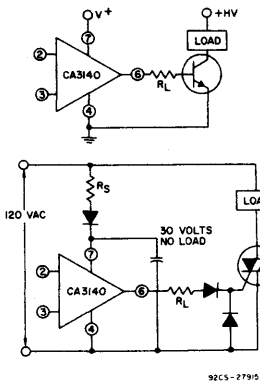 V+
+HV
LOAD
7
2
CA3140
6
RL
3
4
120 VAC
RS
30 VOLTS
NO LOAD
LOA
7
2
CA3140
6
RL
3
4
92CS-27915